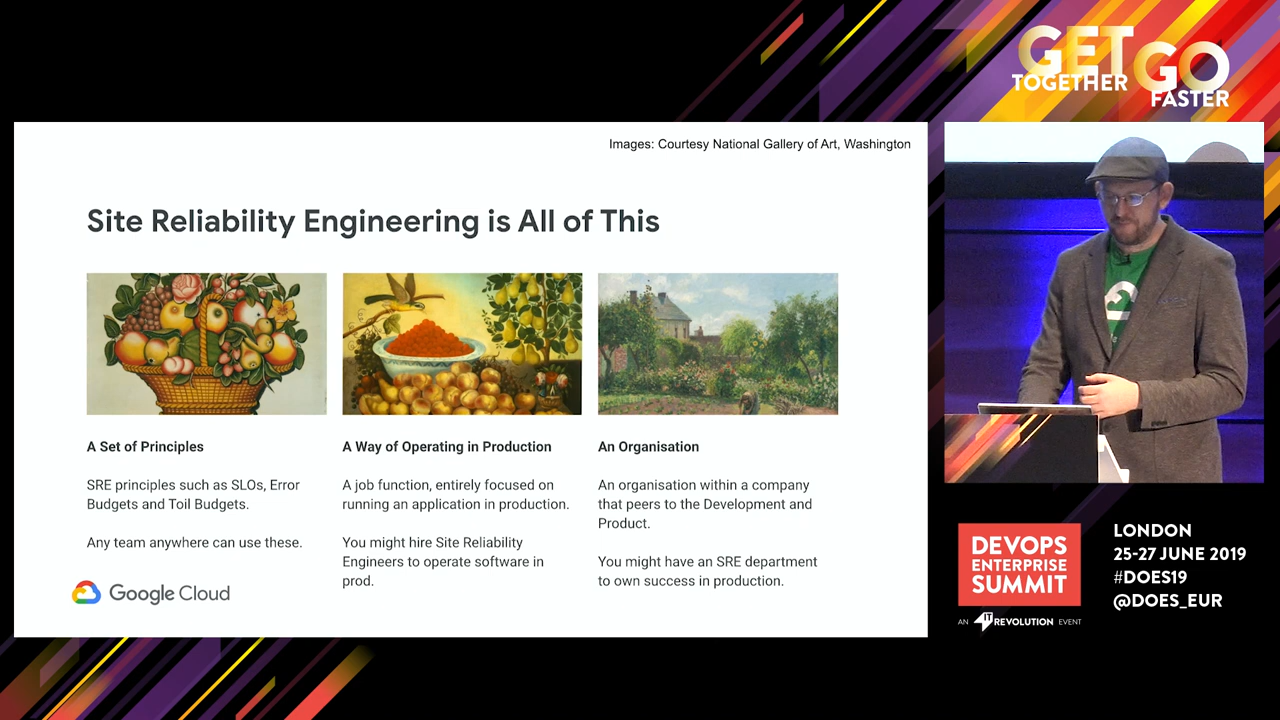 GET
TOGETHER
GO
FASTER
Images: Courtesy National Gallery of Art, Washington
Site Reliability Engineering is All of This
A Set of Principles
SRE principles such as SLOs, Error
Budgets and Toil Budgets.
Any team anywhere can use these.
A Way of Operating in Production
A job function, entirely focused on
running an application in production.
You might hire Site Reliability
Engineers to operate software in
prod.
An Organisation
An organisation within a company
that peers to the Development and
Product.
You might have an SRE department
to own success in production.
Google Cloud
DEVOPS
ENTERPRISE
SUMMIT
AN IT REVOLUTION EVENT
LONDON
25-27 JUNE 2019
#DOES19
@DOES_EUR